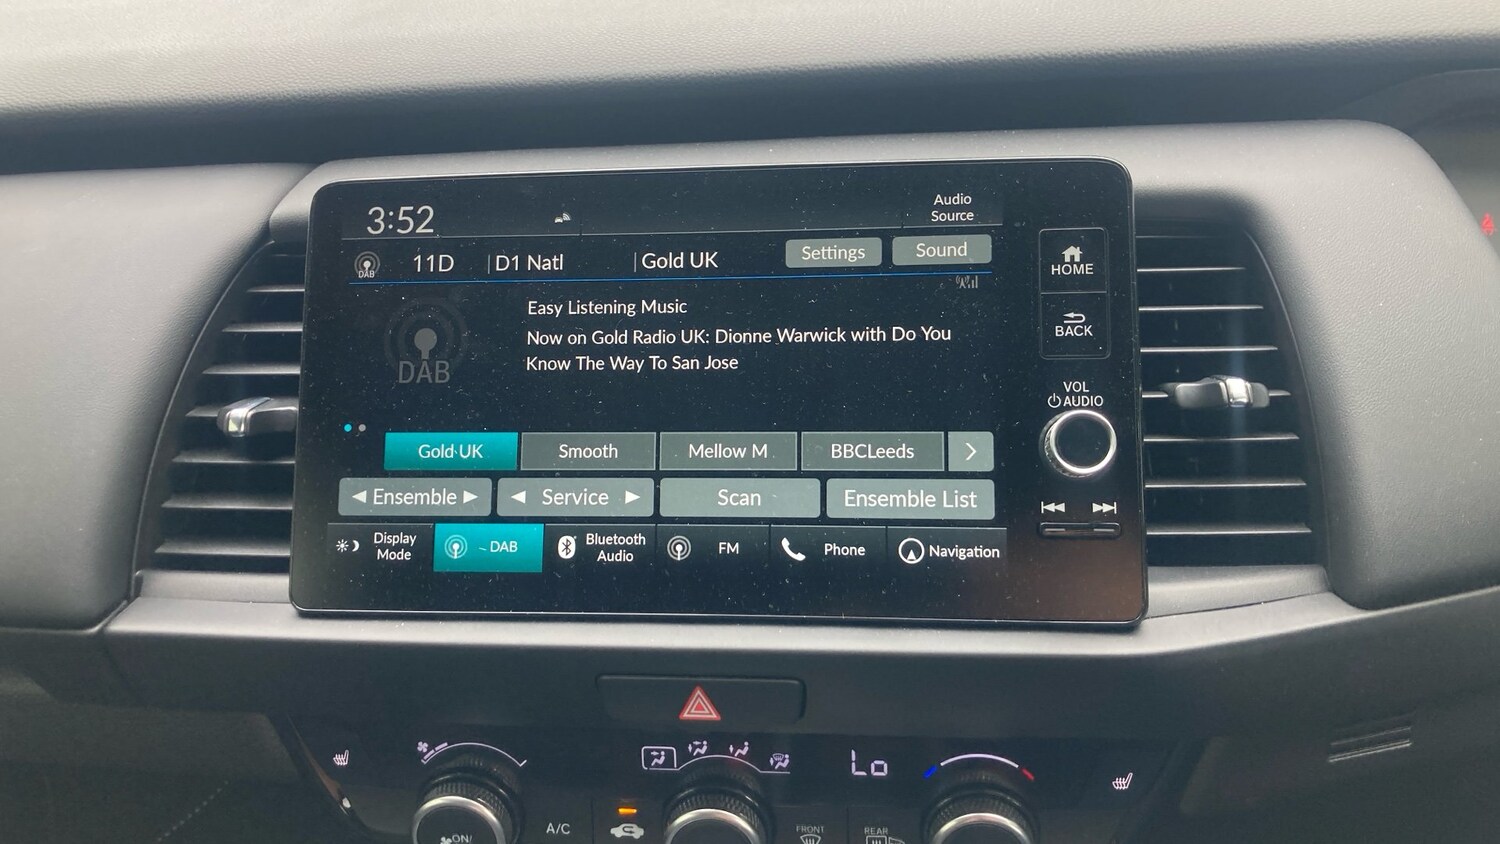 3:52
Audio
Source
DAB
11D
D1 Natl
Gold UK
Settings
Sound
HOME
BACK
Easy Listening Music
Now on Gold Radio UK: Dionne Warwick with Do You
Know The Way To San Jose
DAB
VOL
AUDIO
Gold UK
Smooth
Mellow M
BBCLeeds
Ensemble
Service
Scan
Ensemble List
Display
Mode
DAB
Bluetooth
Audio
FM
Phone
Navigation
Lo
ON/
A/C
FRONT
REAR